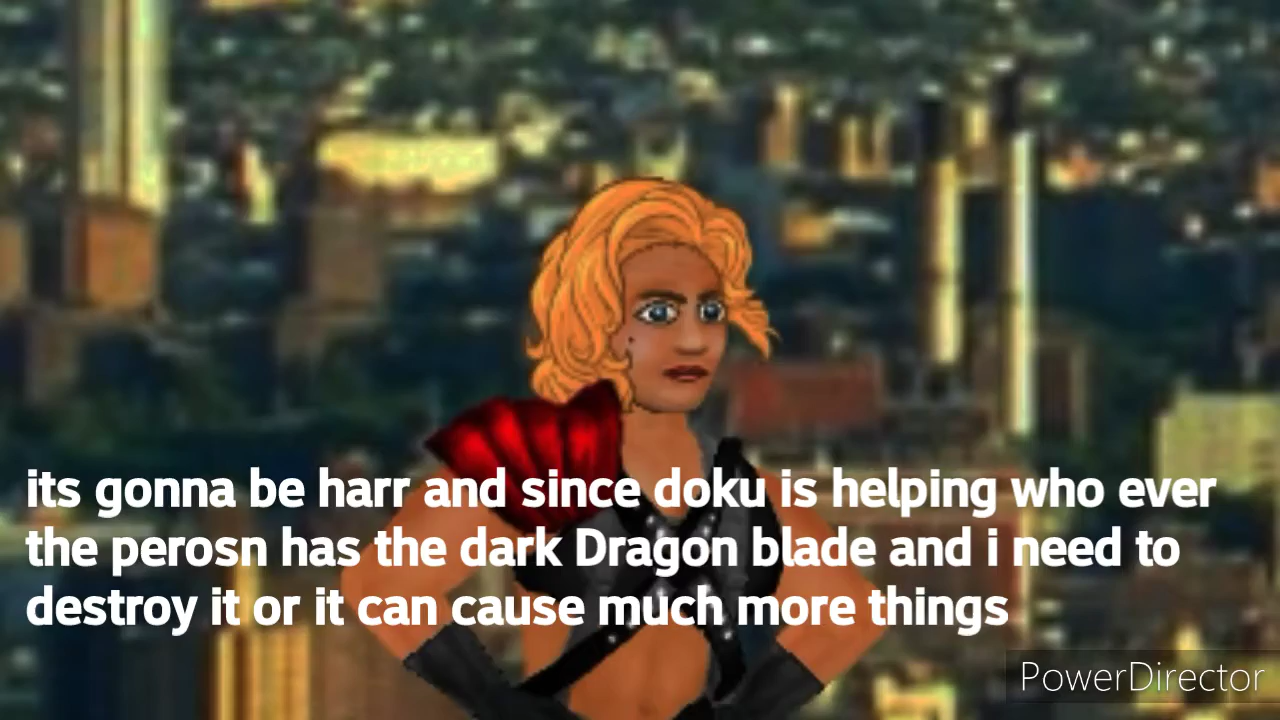 its gonna be harr and since doku is helping who ever
the perosn has the dark Dragon blade and i need to
destroy it or it can cause much more things
PowerDirector